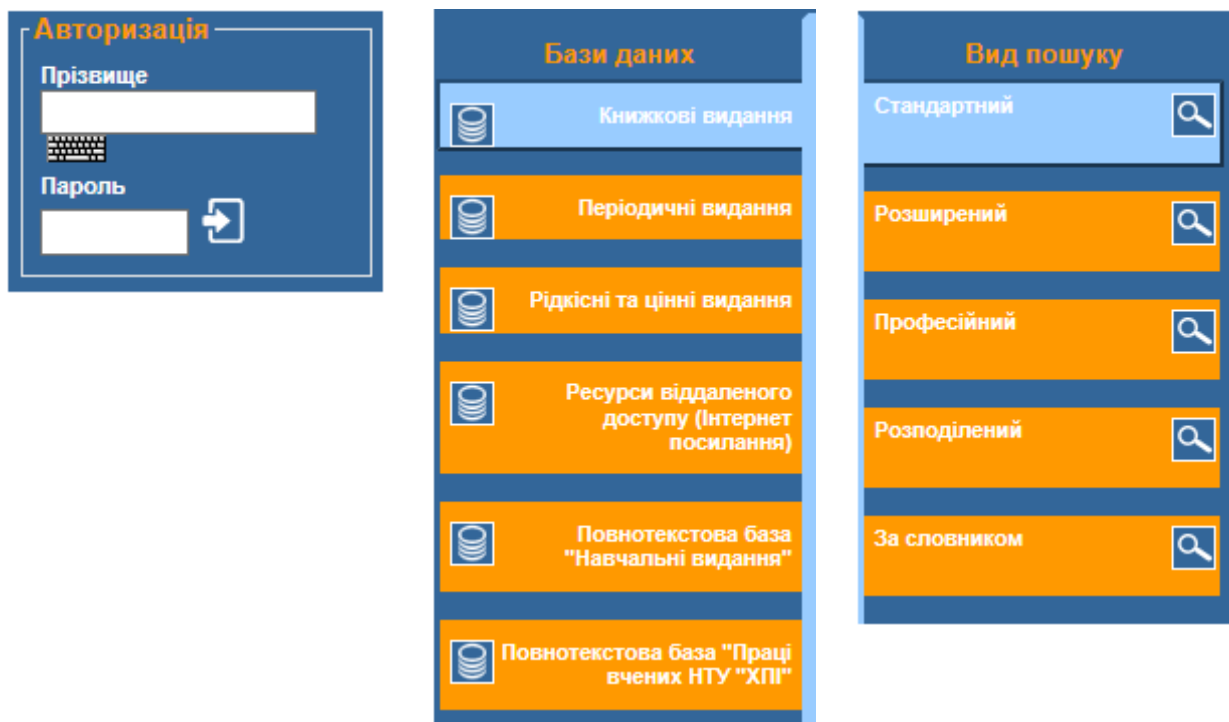 Авторизація
Прізвище
Пароль
Бази даних
Книжкові видання
Періодичні видання
Рідкісні та цінні видання
Ресурси віддаленого
доступу (Інтернет
посилання)
Повнотекстова база
"Навчальні видання"
Повнотекстова база "Праці
вчених НТУ "ХПІ"
Вид пошуку
Стандартний
Розширений
Професійний
Розподілений
За словником